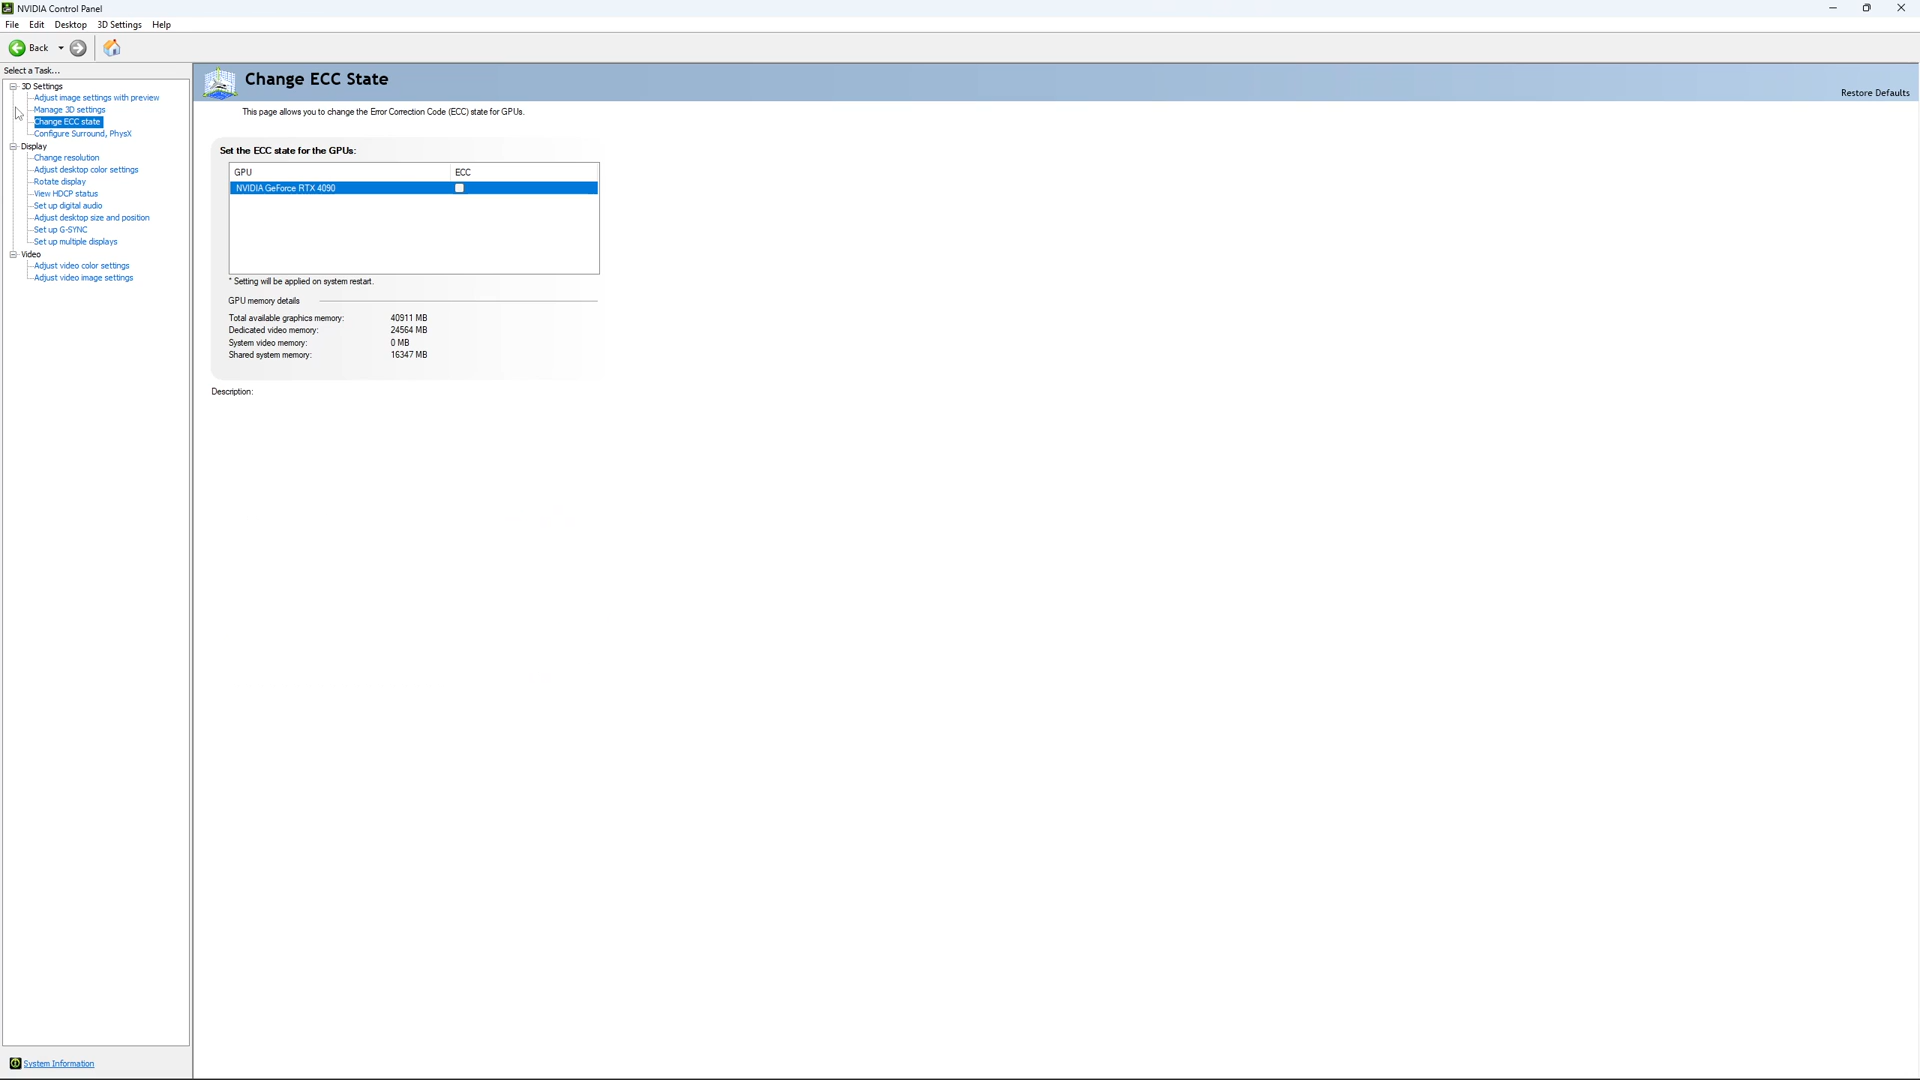 NVIDIA Control Panel
File Edit Desktop 3D Settings Help
Back
Select a Task...
3D Settings
Adjust image settings with preview
Manage 3D settings
Change ECC state
Configure Surround, PhysX
Display
Change resolution
Adjust desktop color settings
Rotate display
View HDCP status
Set up digital audio
Adjust desktop size and position
Set up G-SYNC
Set up multiple displays
Video
Adjust video color settings
Adjust video image settings
System Information
Change ECC State
Restore Defaults
This page allows you to change the Error Correction Code (ECC) state for GPUs.
Set the ECC state for the GPUs:
GPU ECC
NVIDIA GeForce RTX 4090
* Setting will be applied on system restart.
GPU memory details
Total available graphics memory: 40911 MB
Dedicated video memory: 24564 MB
System video memory: 0 MB
Shared system memory: 16347 MB
Description: